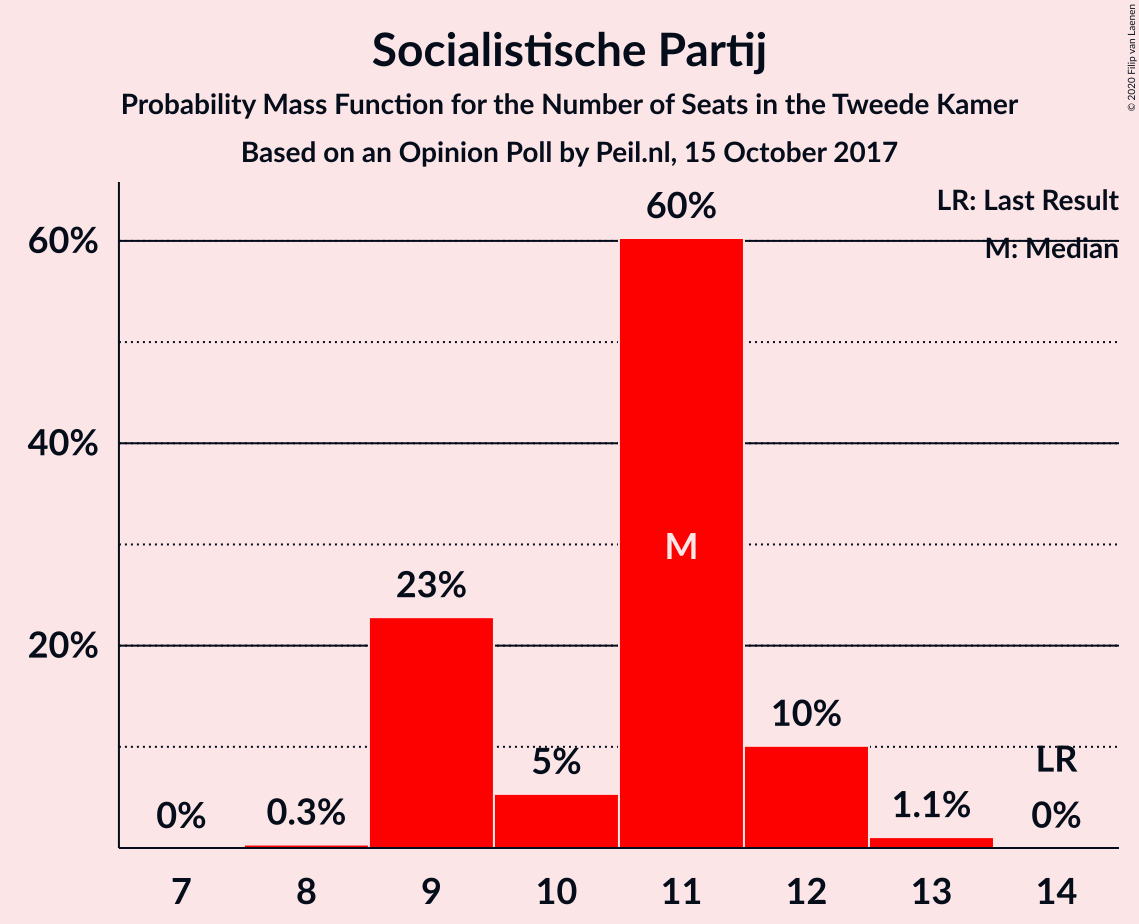 Socialistische Partij
Probability Mass Function for the Number of Seats in the Tweede Kamer
Based on an Opinion Poll by Peil.nl, 15 October 2017
© 2020 Filip van Laenen
LR: Last Result
M: Median
60%
40%
20%
0%
0.3%
23%
5%
60%
M
10%
1.1%
LR
0%
7 8 9 10 11 12 13 14